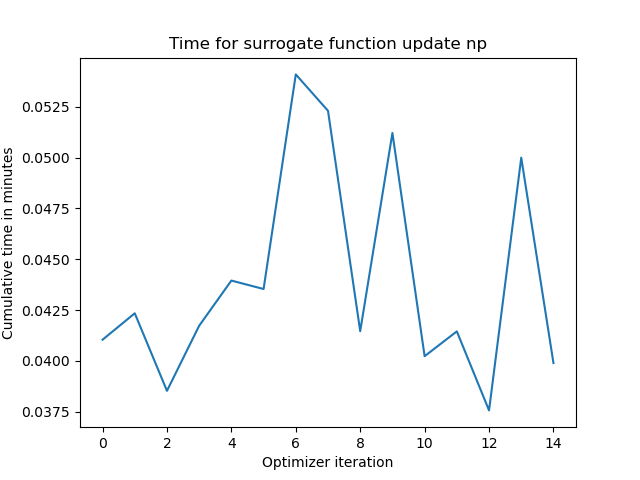 Time for surrogate function update np
Cumulative time in minutes
0.0525
0.0500
0.0475
0.0450
0.0425
0.0400
0.0375
0 2 4 6 8 10 12 14
Optimizer iteration